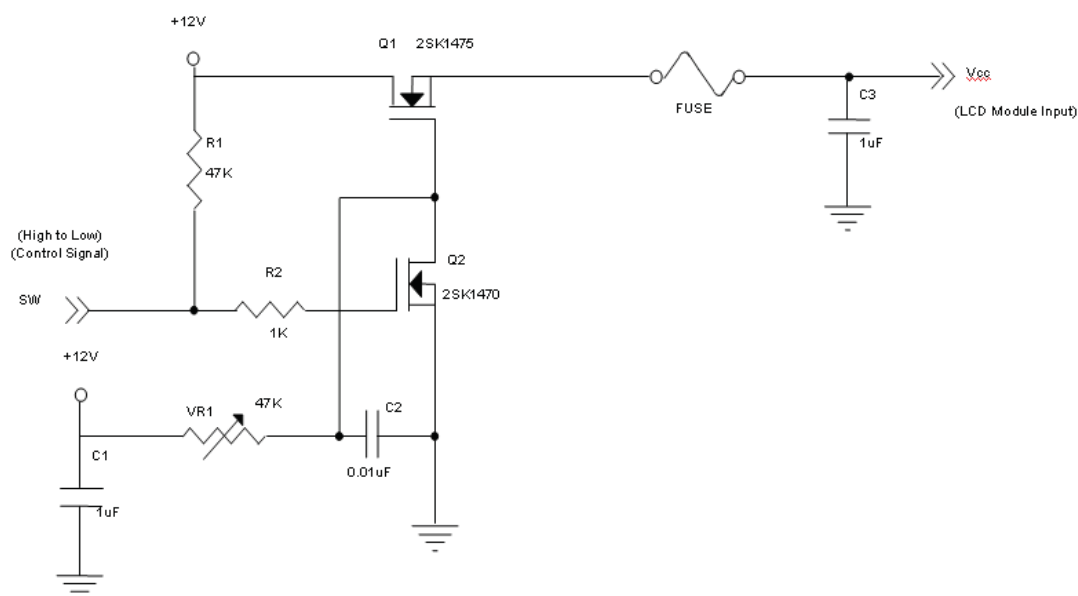 +12V
Q1 2SK1475
Vcc
C3
FUSE
(LCD Module Input)
R1
1uF
47K
(High to Low)
(Control Signal)
Q2
R2
SW
2SK1470
1K
+12V
47K
VR1
C2
C1
0.01uF
1uF